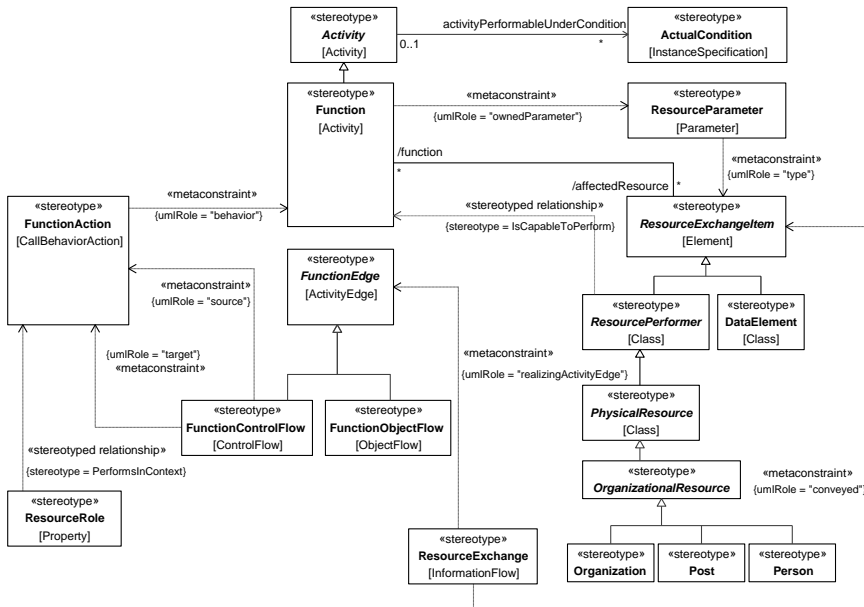 «stereotype»
Activity
[Activity]
activityPerformableUnderCondition
0..1
*
«stereotype»
ActualCondition
[InstanceSpecification]
«stereotype»
Function
[Activity]
«metaconstraint»
{umlRole = "ownedParameter"}
«stereotype»
ResourceParameter
[Parameter]
/function
*
/affectedResource
*
«metaconstraint»
{umlRole = "type"}
«stereotype»
FunctionAction
[CallBehaviorAction]
«metaconstraint»
{umlRole = "behavior"}
«stereotyped relationship»
{stereotype = IsCapableToPerform}
«stereotype»
ResourceExchangeItem
[Element]
«metaconstraint»
{umlRole = "source"}
«stereotype»
FunctionEdge
[ActivityEdge]
«stereotype»
ResourcePerformer
[Class]
«stereotype»
DataElement
[Class]
{umlRole = "target"}
«metaconstraint»
«metaconstraint»
{umlRole = "realizingActivityEdge"}
«stereotype»
FunctionControlFlow
[ControlFlow]
«stereotype»
FunctionObjectFlow
[ObjectFlow]
«stereotype»
PhysicalResource
[Class]
«stereotyped relationship»
{stereotype = PerformsInContext}
«stereotype»
OrganizationalResource
«metaconstraint»
{umlRole = "conveyed"}
«stereotype»
ResourceRole
[Property]
«stereotype»
ResourceExchange
[InformationFlow]
«stereotype»
Organization
«stereotype»
Post
«stereotype»
Person